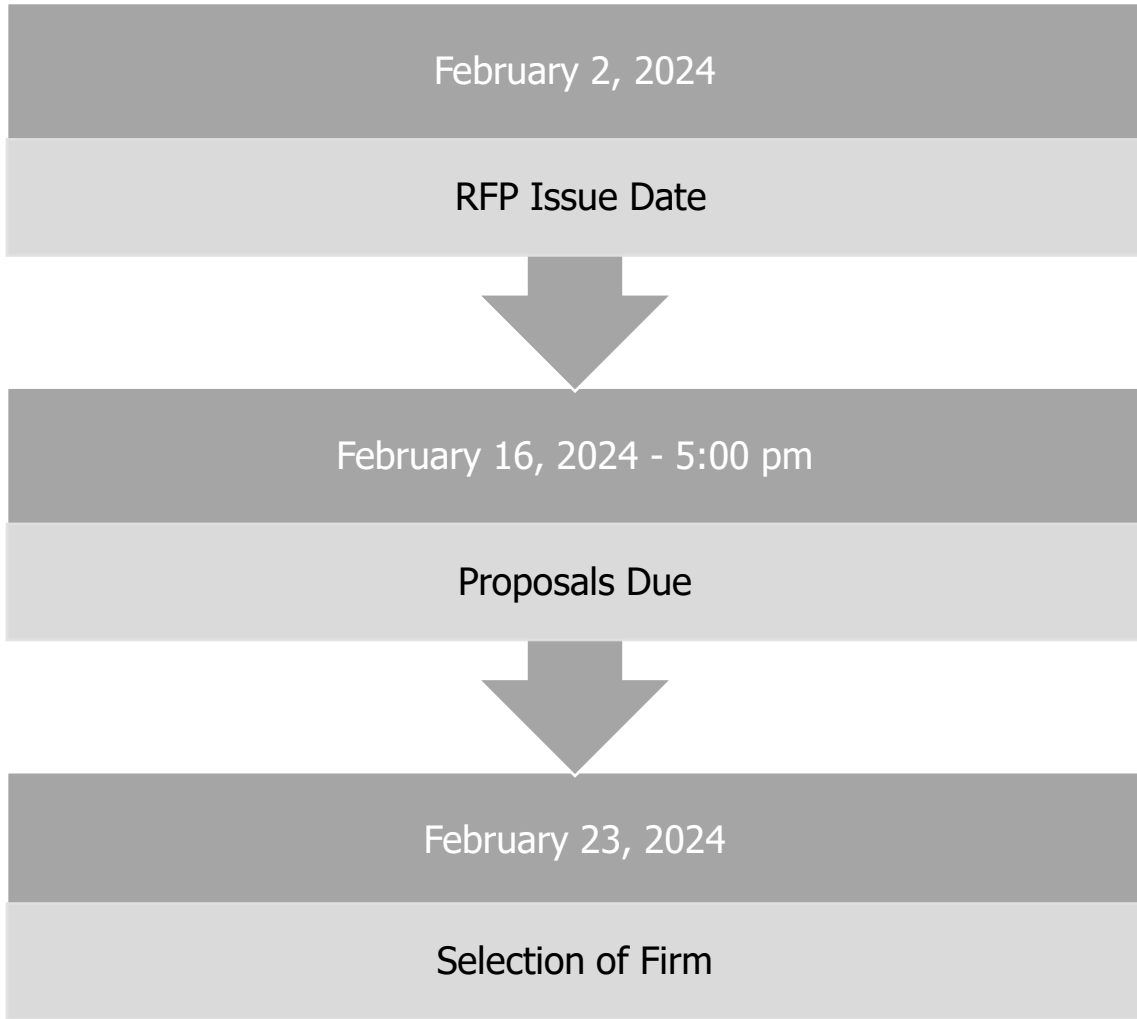 February 2, 2024
RFP Issue Date
February 16, 2024 - 5:00 pm
Proposals Due
February 23, 2024
Selection of Firm